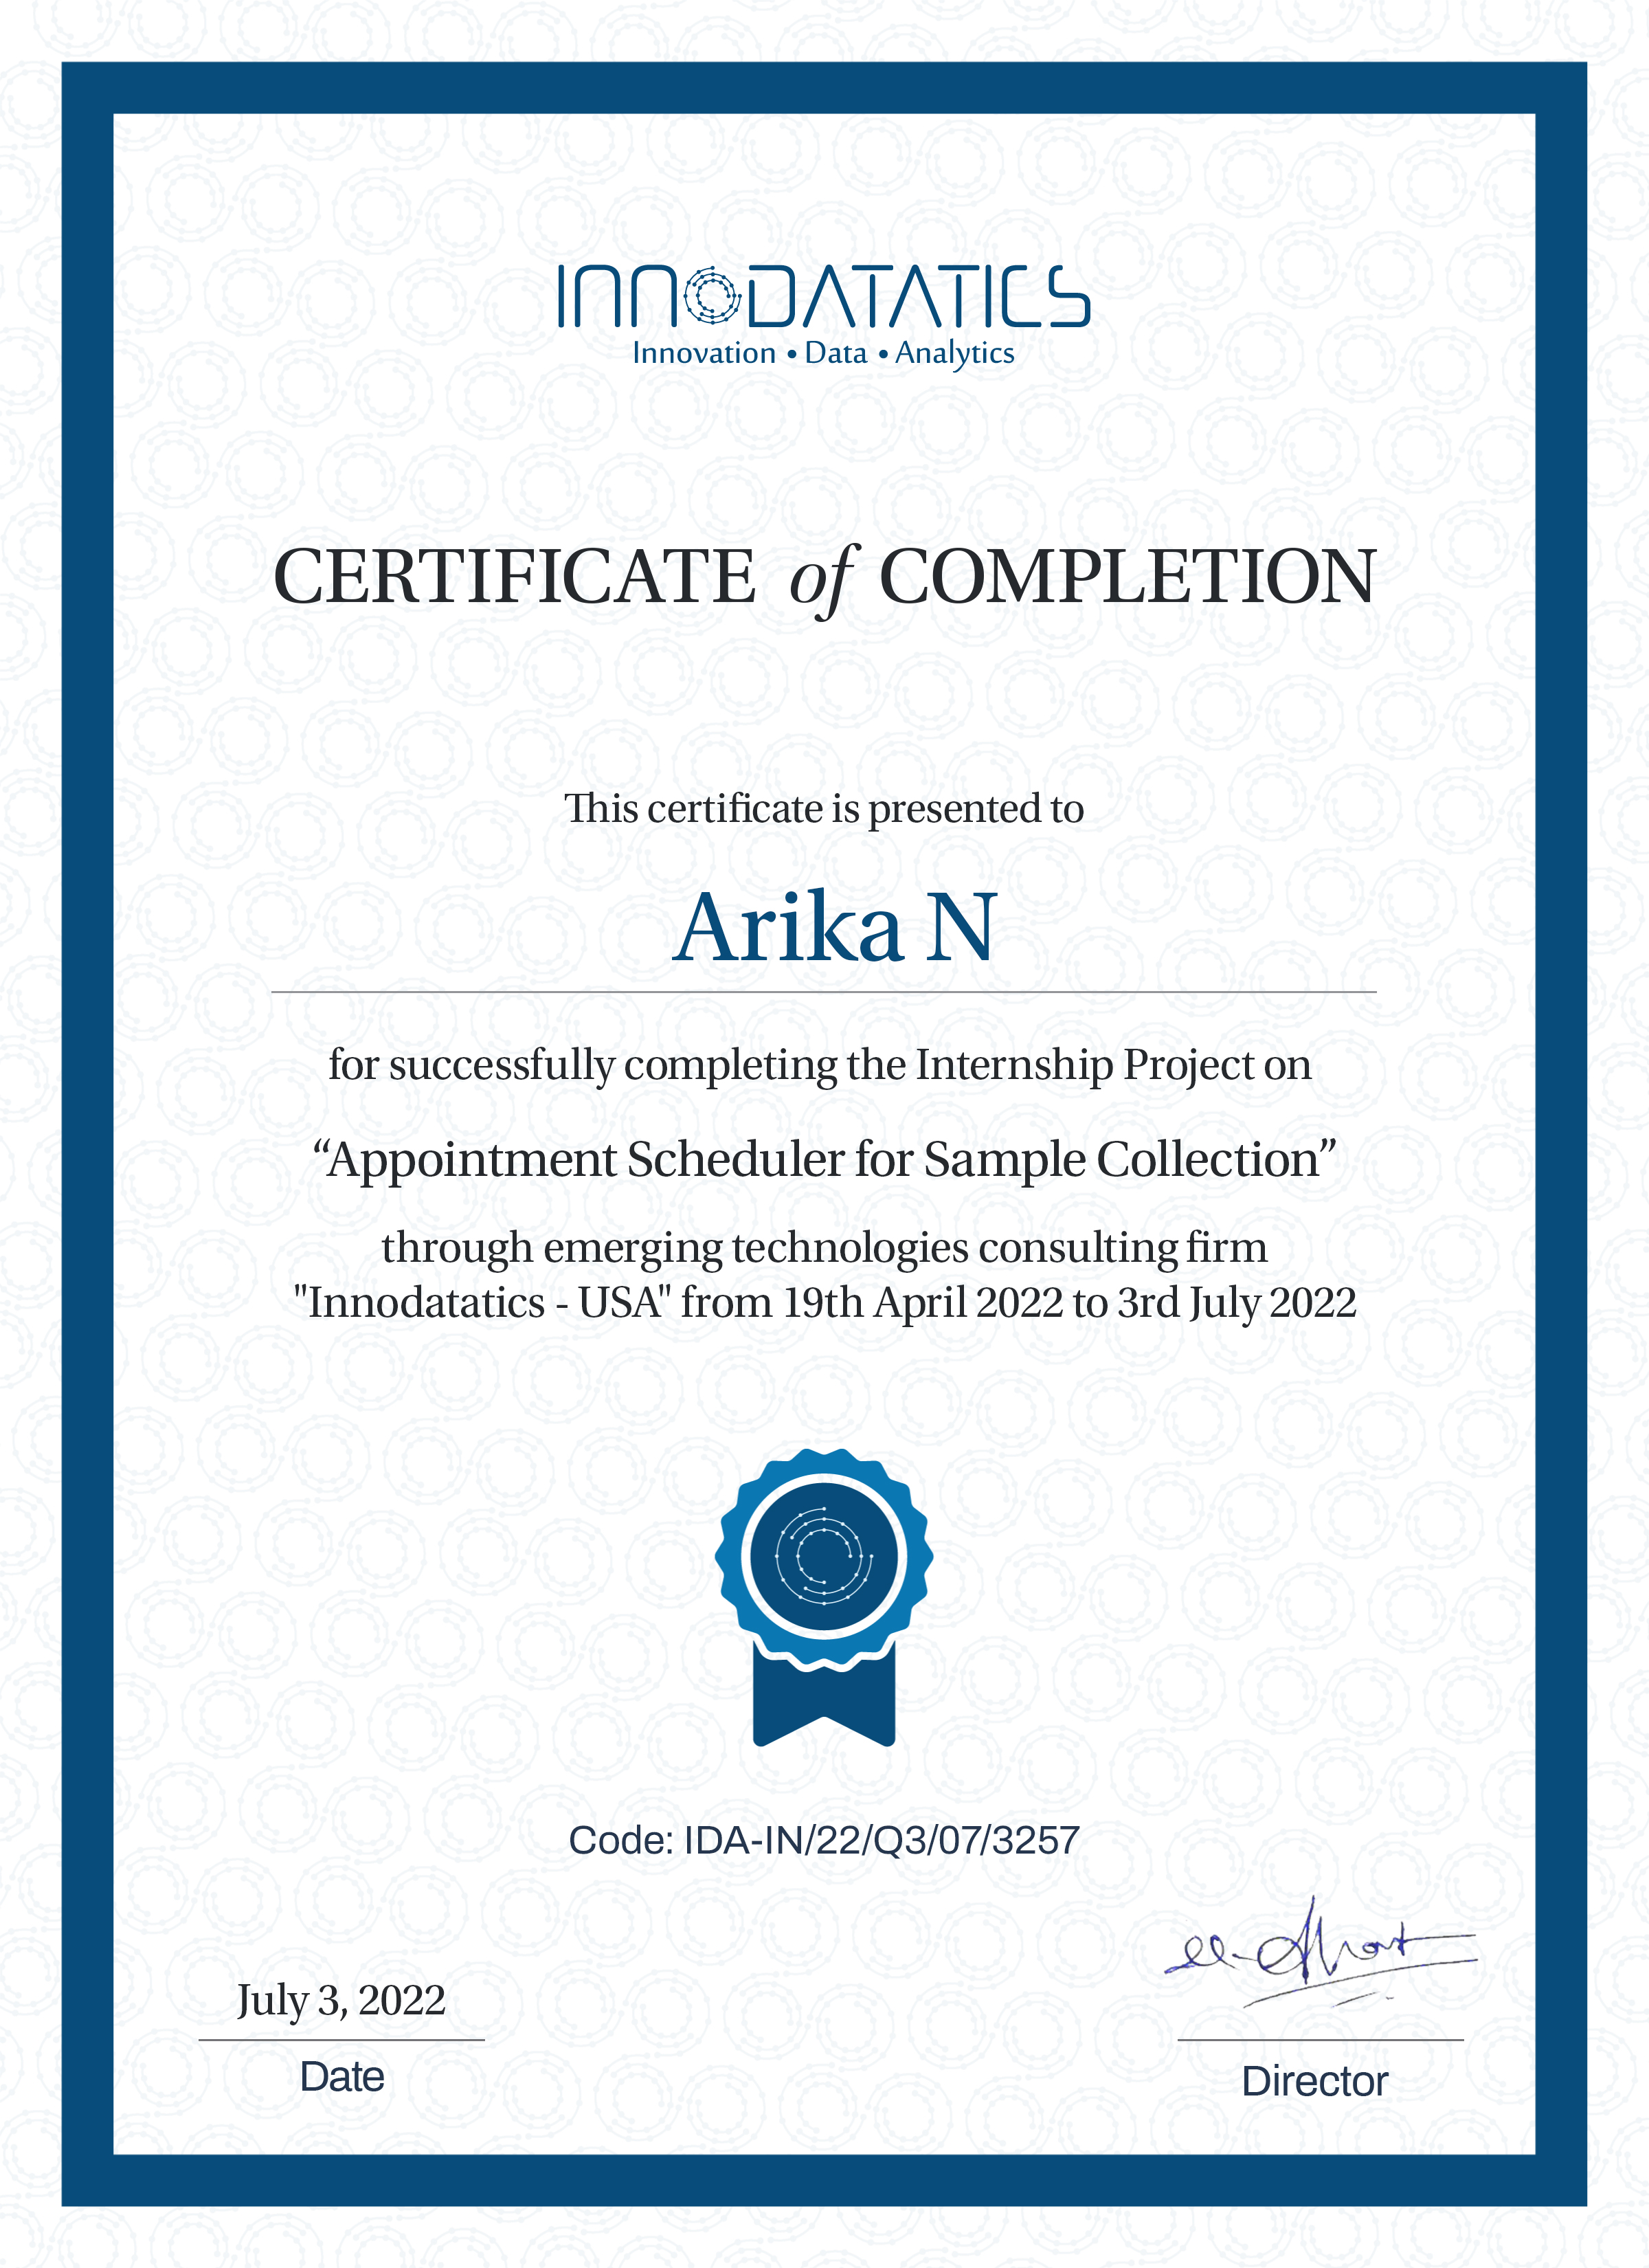 INNODATATICS
Innovation • Data • Analytics
CERTIFICATE of COMPLETION
This certificate is presented to
Arika N
for successfully completing the Internship Project on
“Appointment Scheduler for Sample Collection”
through emerging technologies consulting firm
"Innodatatics - USA" from 19th April 2022 to 3rd July 2022
Code: IDA-IN/22/Q3/07/3257
July 3, 2022
Date
Director